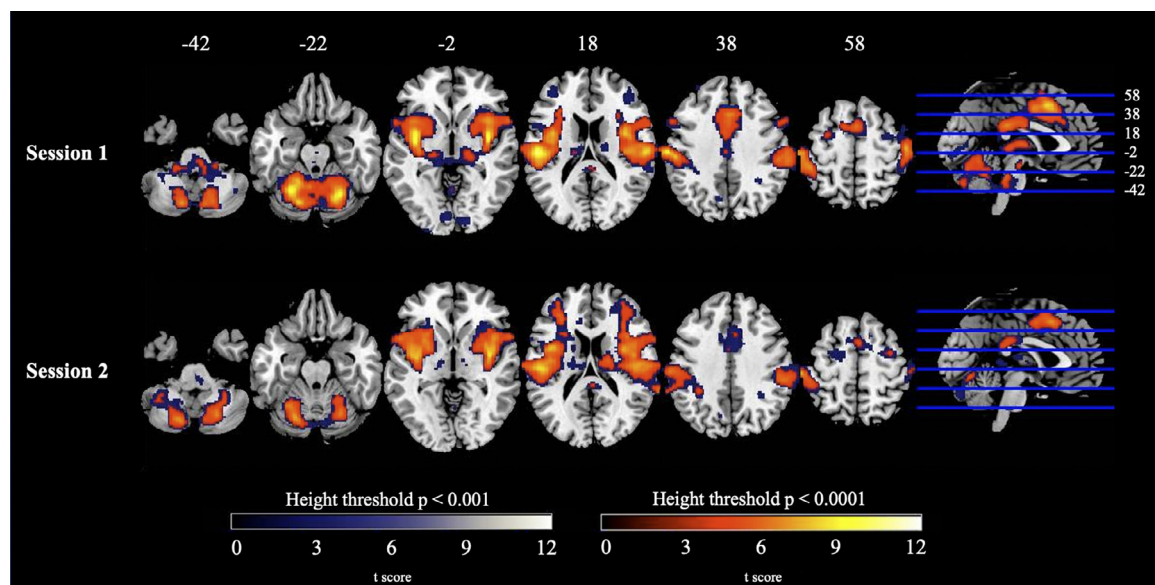 -42 -22 -2 18 38 58
58
38
18
-2
-22
-42
Session 1
Session 2
Height threshold p < 0.001
0 3 6 9 12
t score
Height threshold p < 0.0001
0 3 6 9 12
t score